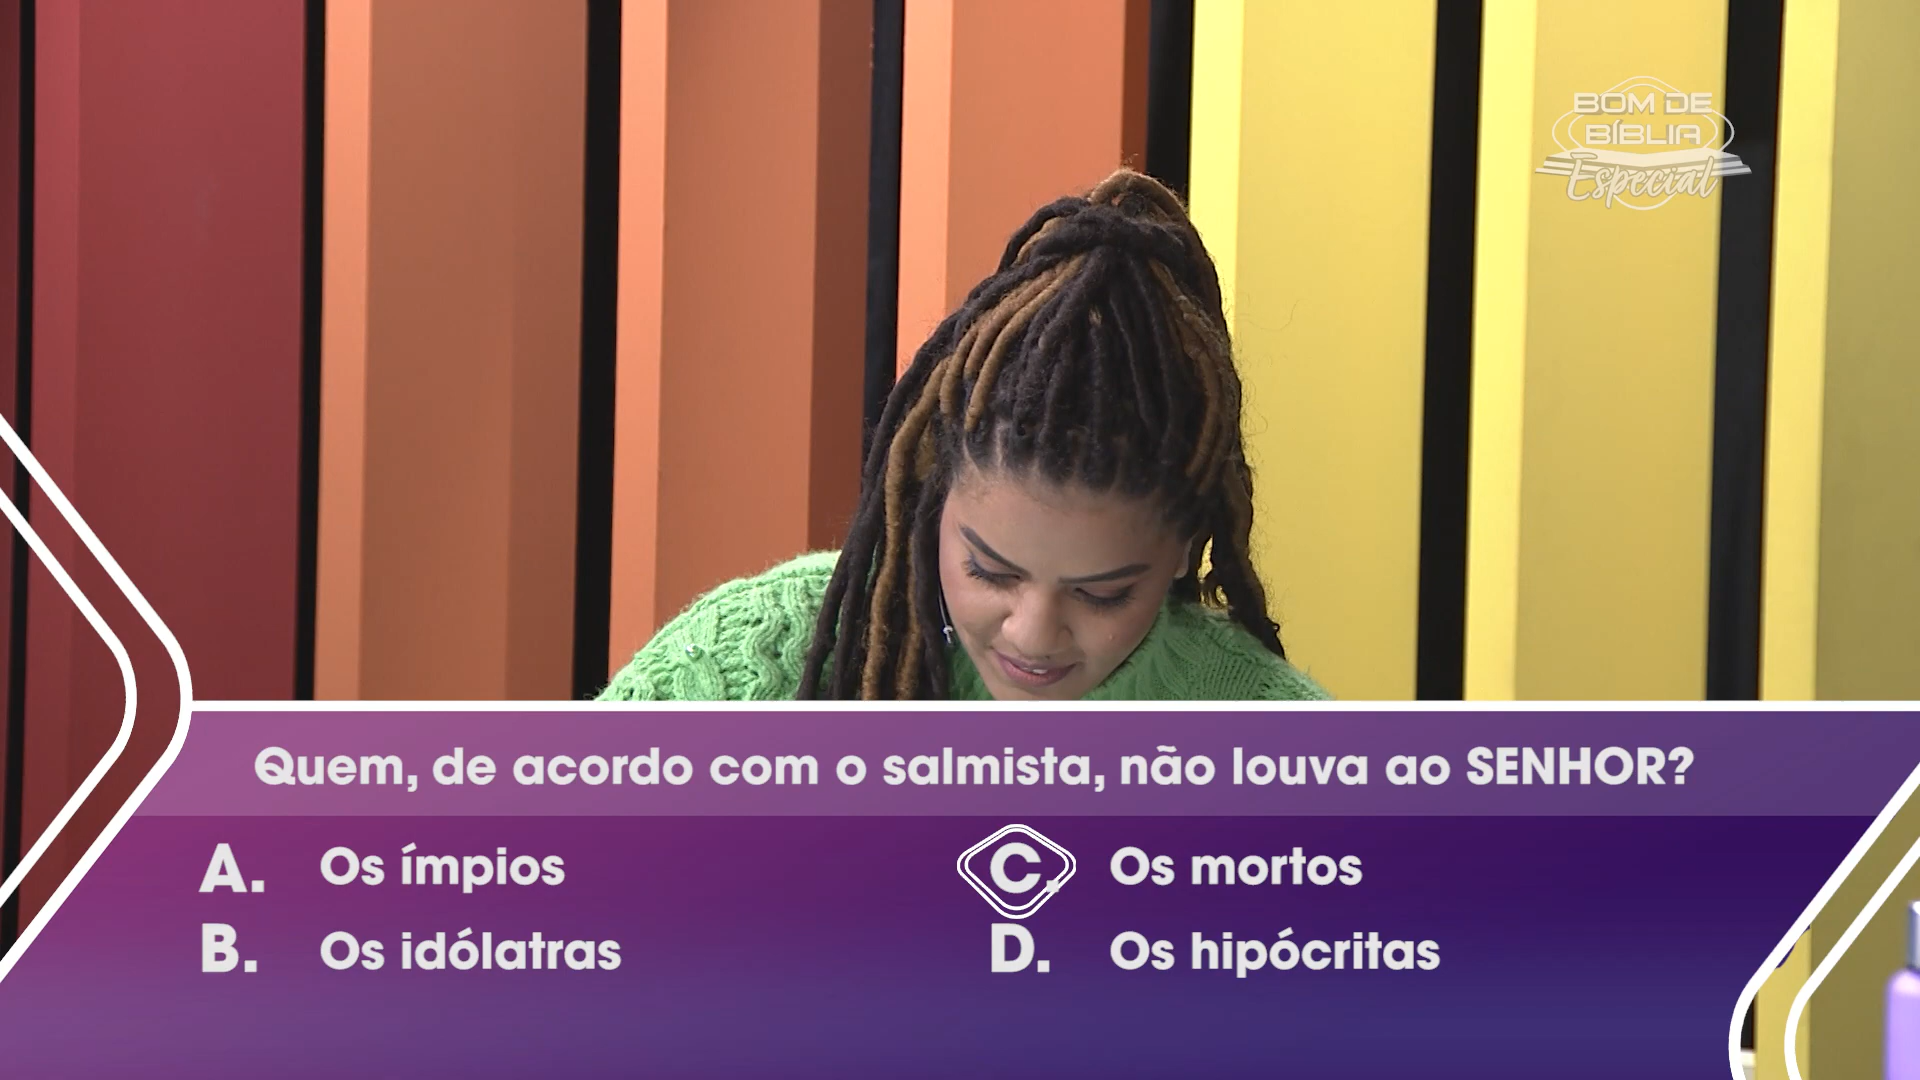 BOM DE
BÍBLIA
Especial
Quem, de acordo com o salmista, não louva ao SENHOR?
A. Os ímpios
C. Os mortos
B. Os idólatras
D. Os hipócritas